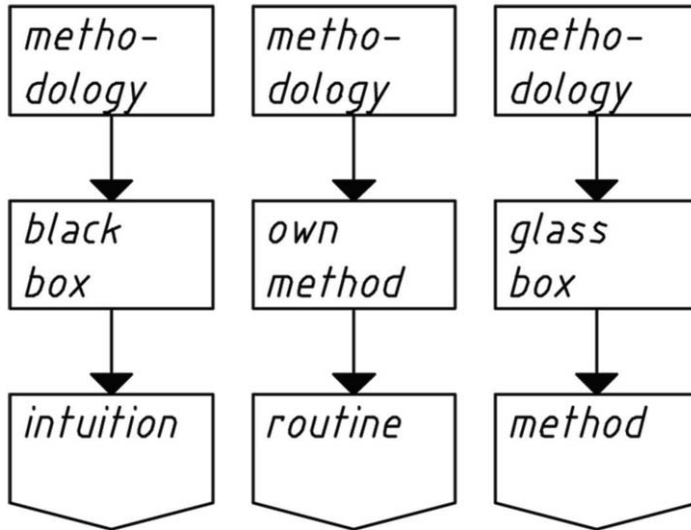 metho-
dology
metho-
dology
metho-
dology
black
box
own
method
glass
box
intuition
routine
method